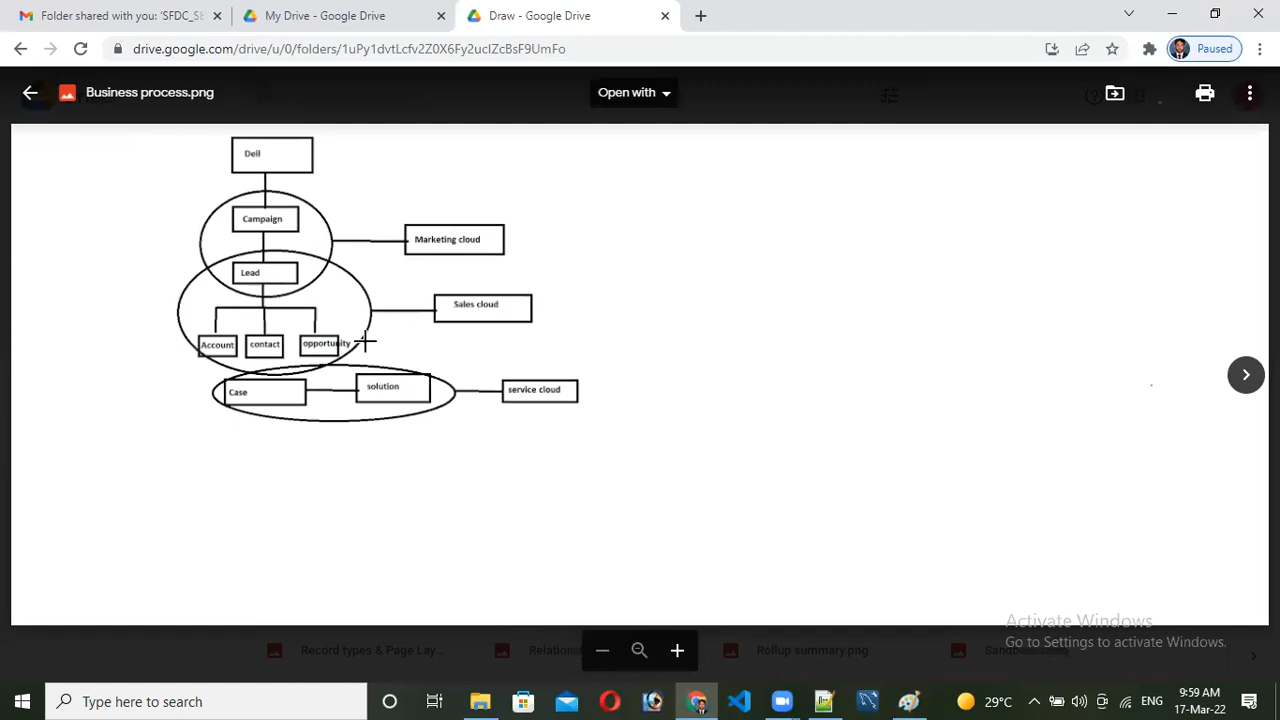 Folder shared with you: 'SFDC_SE
My Drive - Google Drive
Draw - Google Drive
drive.google.com/drive/u/0/folders/1uPy1dvtLcfv2Z0X6Fy2ucIZcBsF9UmFo
Paused
Business process.png
Open with
Dell
Campaign
Marketing cloud
Lead
Sales cloud
Account
contact
opportunity
Case
solution
service cloud
Activate Windows
Go to Settings to activate Windows.
Record types & Page Lay...
Rollup summary.png
Type here to search
29°C
ENG
9:59 AM
17-Mar-22